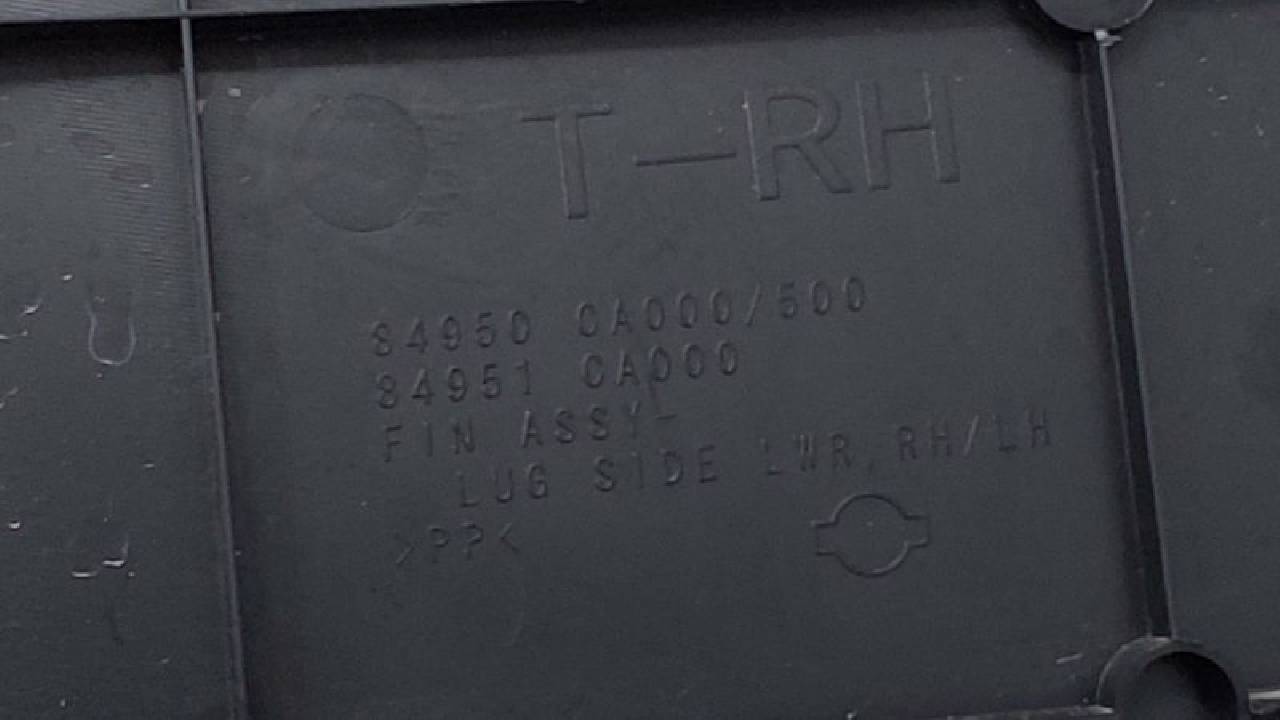 T-RH
84950 CA000/500
84951 CA000
FIN ASSY-
LUG SIDE LWR,RH/LH
>PP<